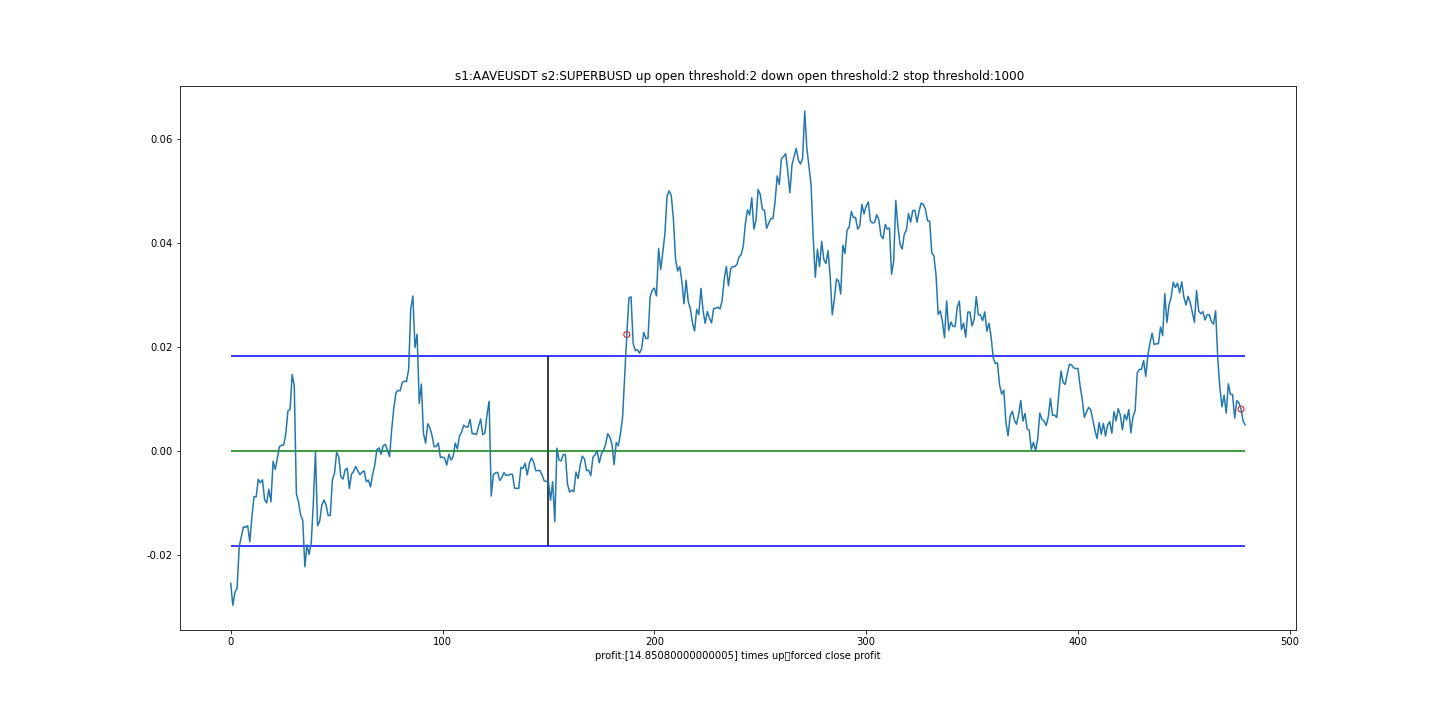 s1:AAVEUSDT s2:SUPERBUSD up open threshold:2 down open threshold:2 stop threshold:1000
0.06
0.04
0.02
0.00
-0.02
0 100 200 300 400 500
profit:[14.85080000000005] times up▯forced close profit